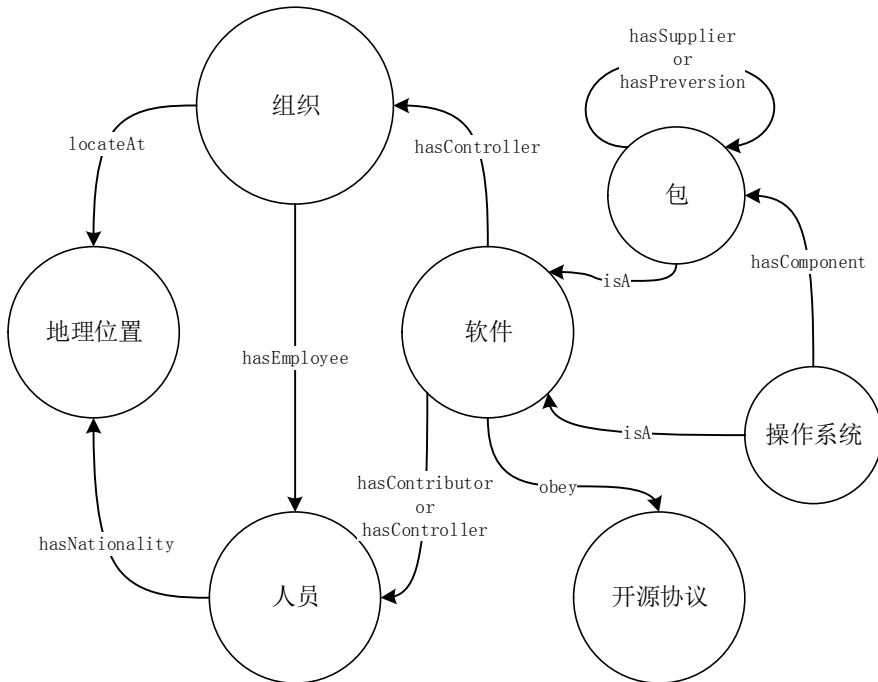 hasSupplier
or
hasPreversion
组织
locateAt
hasController
包
hasComponent
isA
地理位置
软件
hasEmployee
isA
操作系统
hasContributor
or
hasController
obey
hasNationality
人员
开源协议